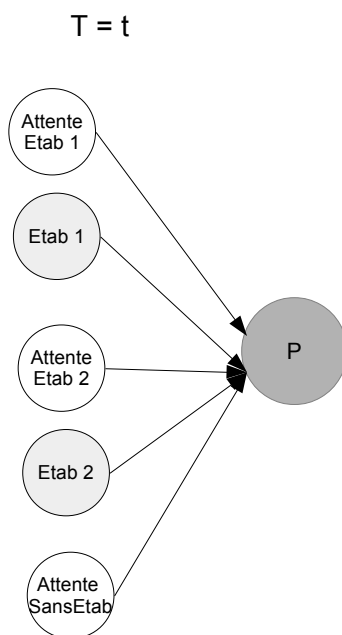 T = t
Attente
Etab 1
Etab 1
P
Attente
Etab 2
Etab 2
Attente
SansEtab